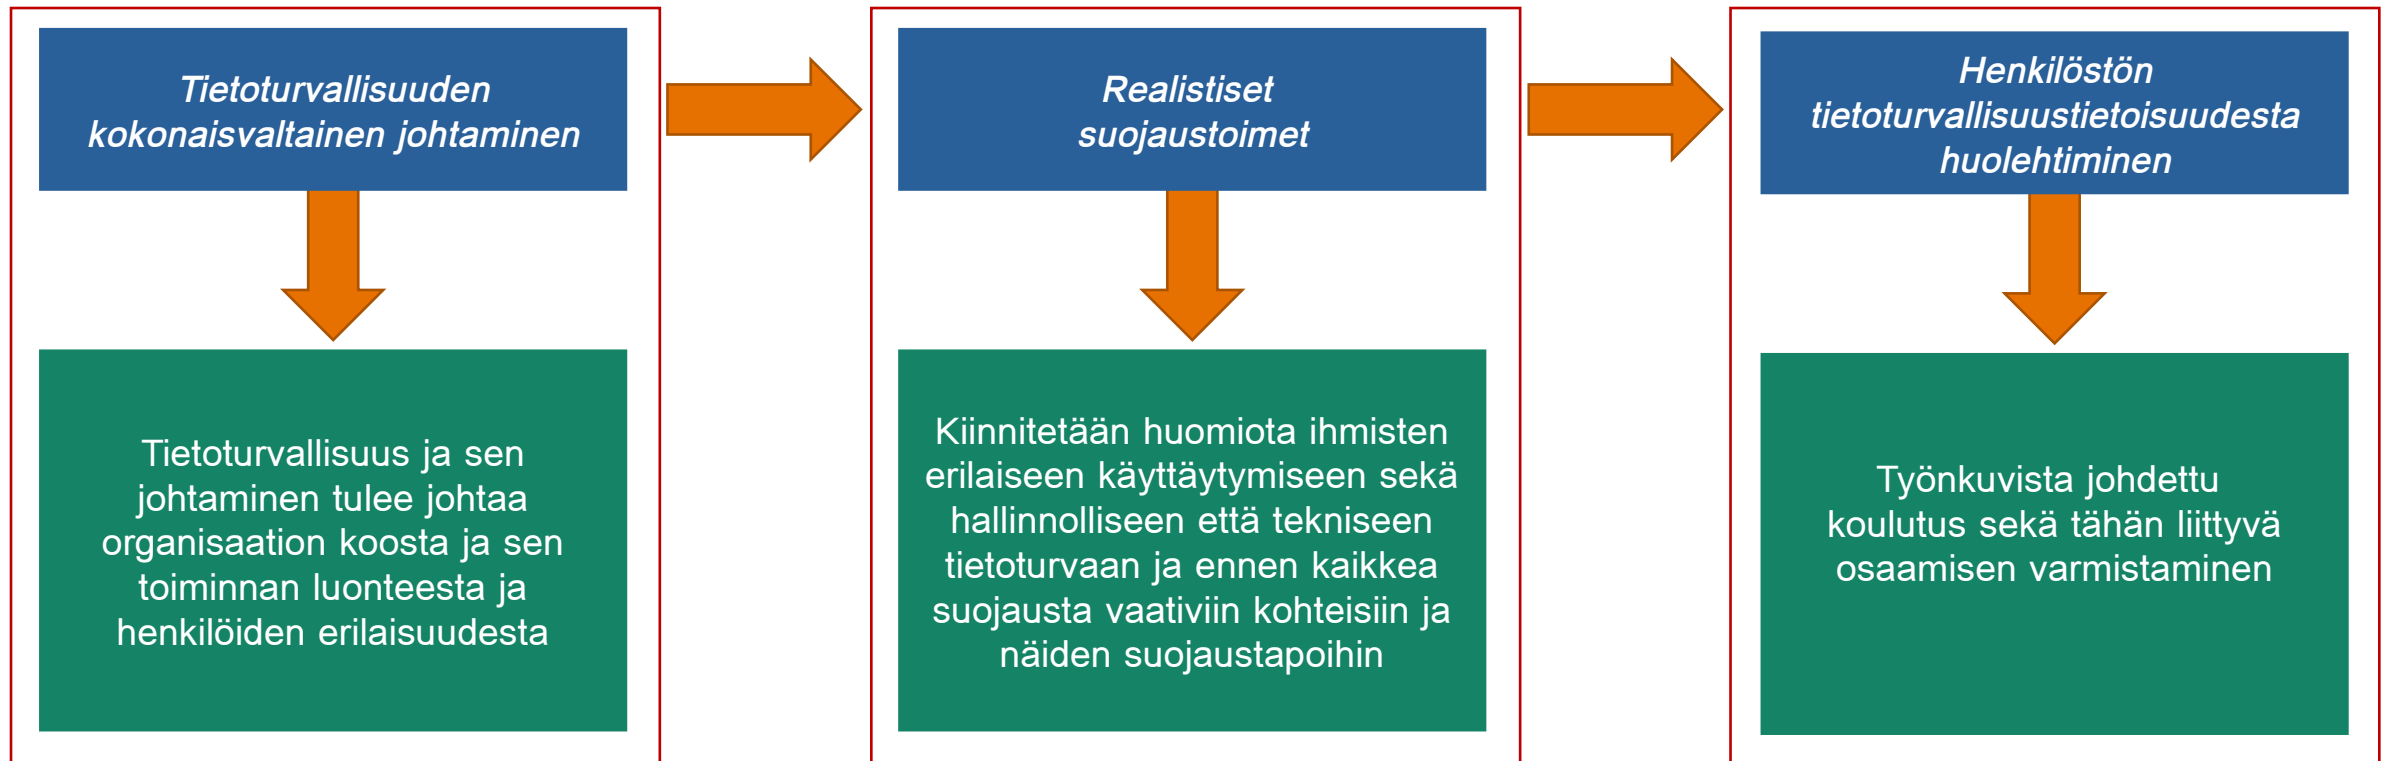 Tietoturvallisuuden
kokonaisvaltainen johtaminen
Tietoturvallisuus ja sen
johtaminen tulee johtaa
organisaation koosta ja sen
toiminnan luonteesta ja
henkilöiden erilaisuudesta
Realistiset
suojaustoimet
Kiinnitetään huomiota ihmisten
erilaiseen käyttäytymiseen sekä
hallinnolliseen että tekniseen
tietoturvaan ja ennen kaikkea
suojausta vaativiin kohteisiin ja
näiden suojaustapoihin
Henkilöstön
tietoturvallisuustietoisuudesta
huolehtiminen
Työnkuvista johdettu
koulutus sekä tähän liittyvä
osaamisen varmistaminen